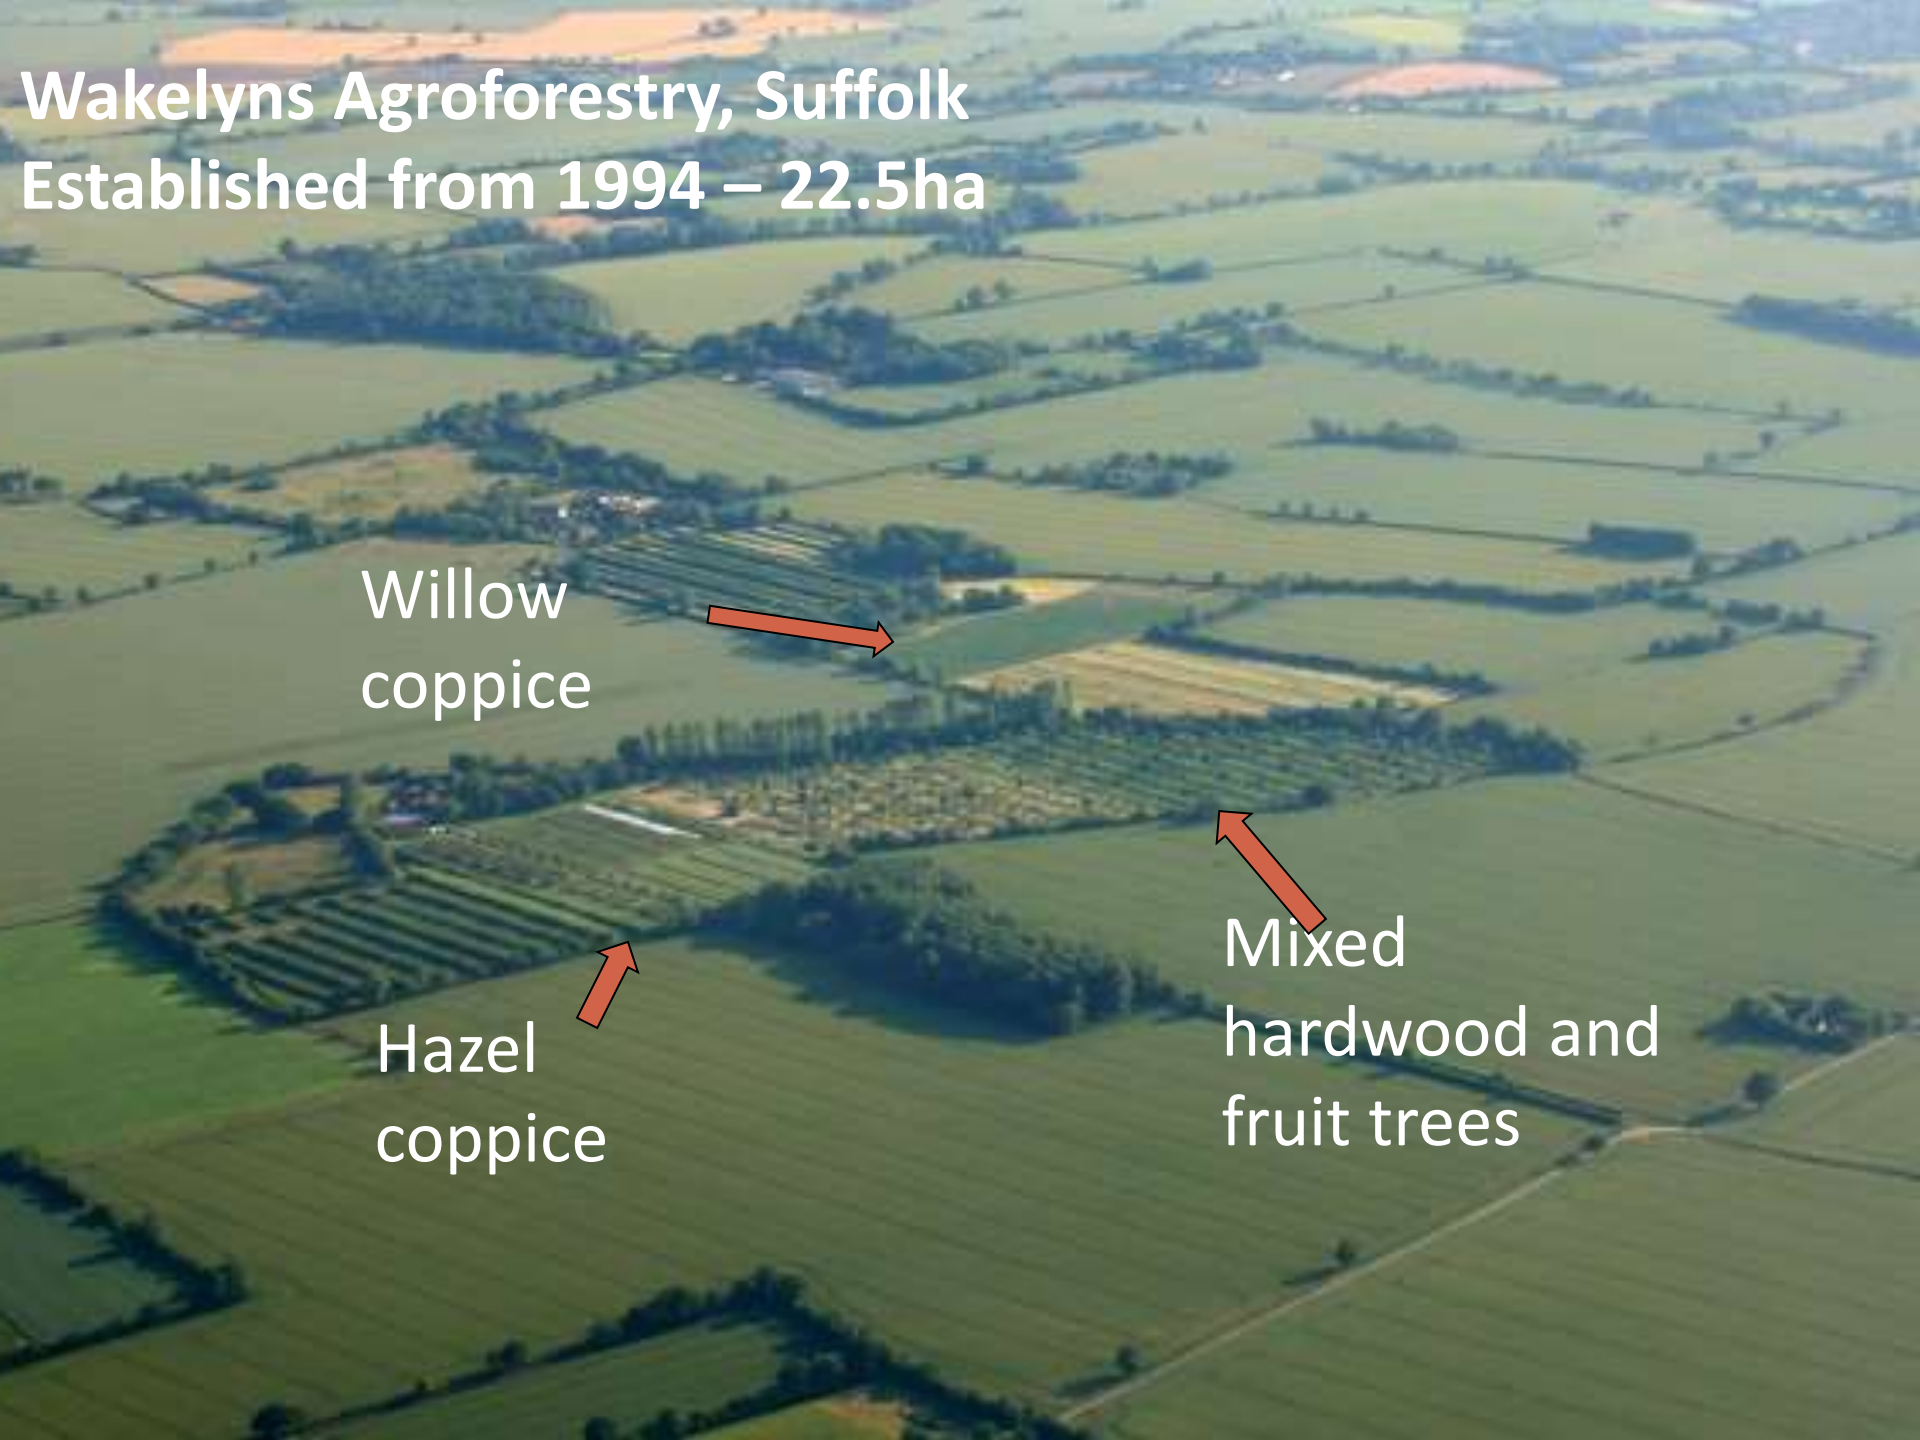 Wakelyns Agroforestry, Suffolk
Established from 1994 – 22.5ha
Willow
coppice
Hazel
coppice
Mixed
hardwood and
fruit trees